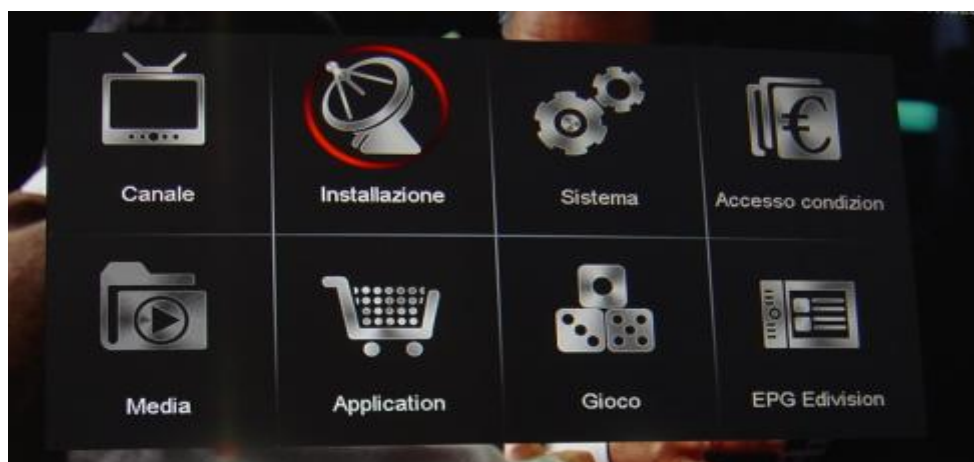 Canale
Installazione
Sistema
Accesso condizion
Media
Application
Gioco
EPG Edivision